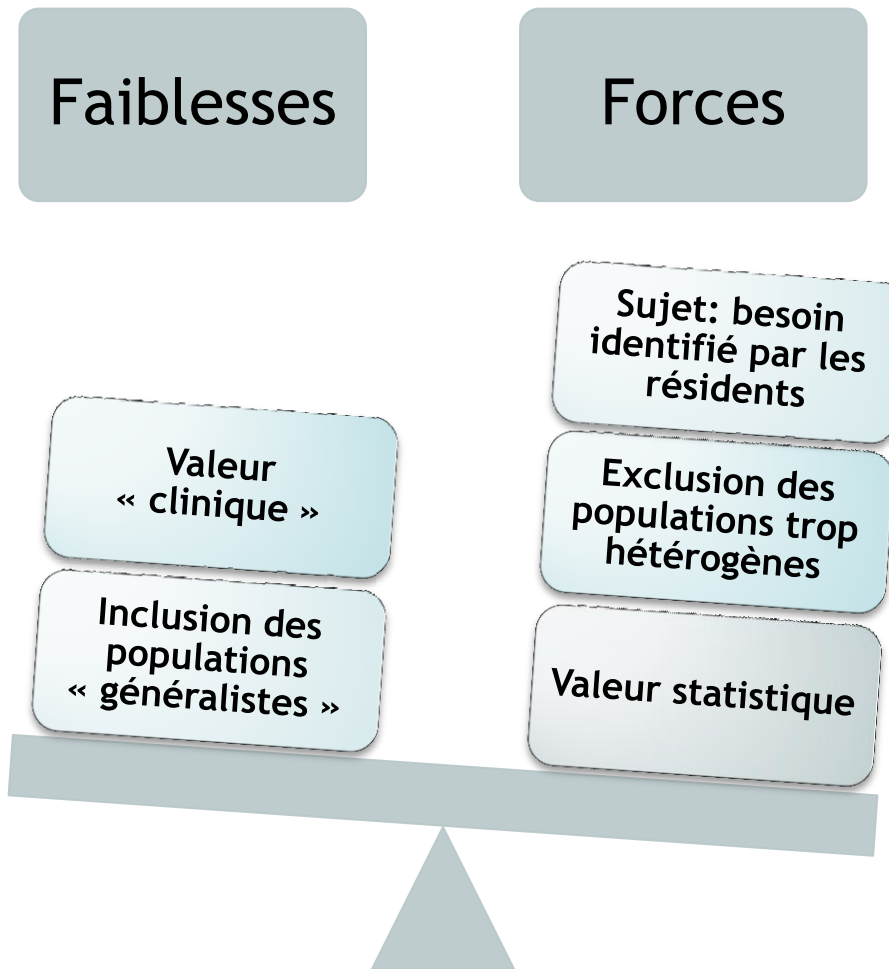 Faiblesses
Forces
Valeur
« clinique »
Inclusion des
populations
« généralistes »
Sujet: besoin
identifié par les
résidents
Exclusion des
populations trop
hétérogènes
Valeur statistique